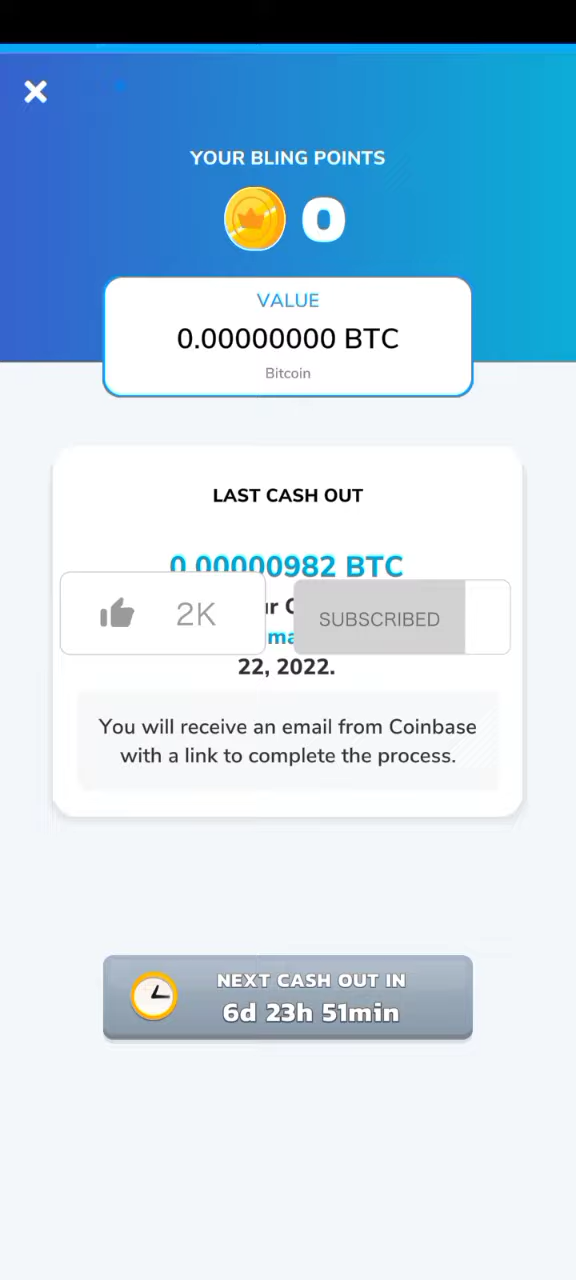 YOUR BLING POINTS
0
VALUE
0.00000000 BTC
Bitcoin
LAST CASH OUT
0.00000982 BTC
2K
SUBSCRIBED
22, 2022.
You will receive an email from Coinbase
with a link to complete the process.
NEXT CASH OUT IN
6d 23h 51min